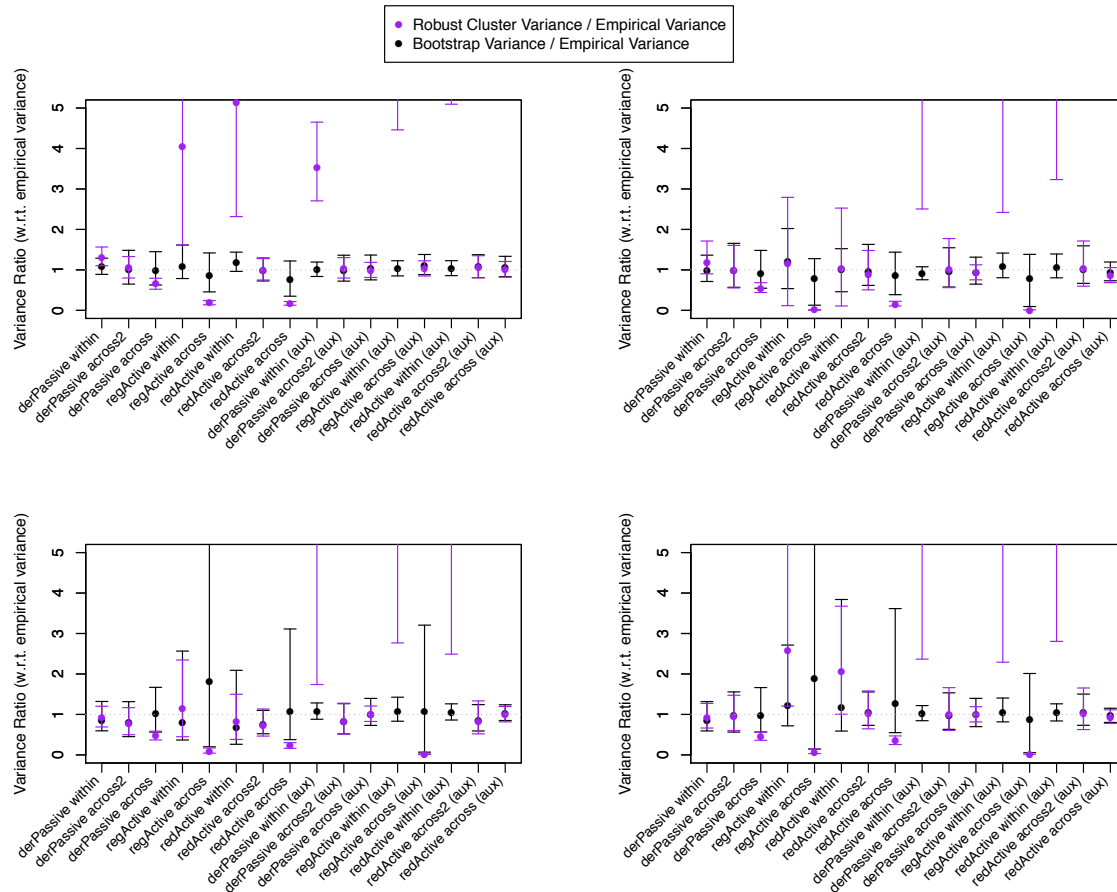 Robust Cluster Variance / Empirical Variance
Bootstrap Variance / Empirical Variance
Variance Ratio (w.r.t. empirical variance)
0
1
2
3
4
5
derPassive within
derPassive across2
derPassive across
regActive within
regActive across
redActive within
redActive across2
redActive across
derPassive within (aux)
derPassive across2 (aux)
derPassive across (aux)
regActive within (aux)
regActive across (aux)
redActive within (aux)
redActive across2 (aux)
redActive across (aux)
Variance Ratio (w.r.t. empirical variance)
0
1
2
3
4
5
derPassive within
derPassive across2
derPassive across
regActive within
regActive across
redActive within
redActive across2
redActive across
derPassive within (aux)
derPassive across2 (aux)
derPassive across (aux)
regActive within (aux)
regActive across (aux)
redActive within (aux)
redActive across2 (aux)
redActive across (aux)
Variance Ratio (w.r.t. empirical variance)
0
1
2
3
4
5
derPassive within
derPassive across2
derPassive across
regActive within
regActive across
redActive within
redActive across2
redActive across
derPassive within (aux)
derPassive across2 (aux)
derPassive across (aux)
regActive within (aux)
regActive across (aux)
redActive within (aux)
redActive across2 (aux)
redActive across (aux)
Variance Ratio (w.r.t. empirical variance)
0
1
2
3
4
5
derPassive within
derPassive across2
derPassive across
regActive within
regActive across
redActive within
redActive across2
redActive across
derPassive within (aux)
derPassive across2 (aux)
derPassive across (aux)
regActive within (aux)
regActive across (aux)
redActive within (aux)
redActive across2 (aux)
redActive across (aux)